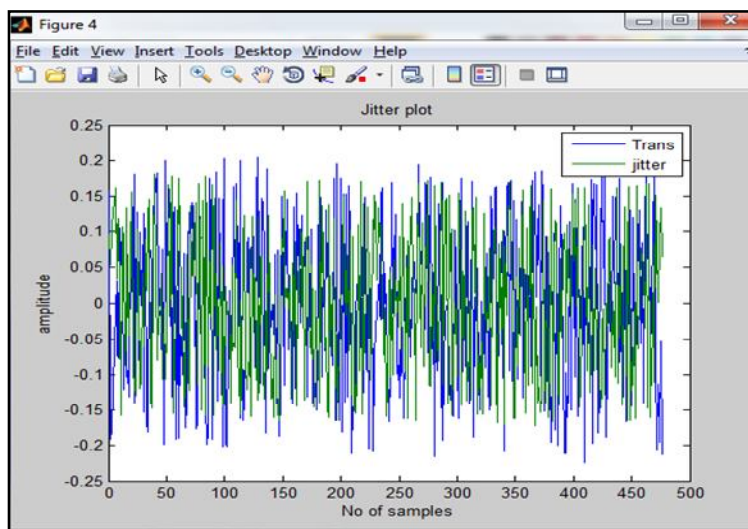 Figure 4
File Edit View Insert Tools Desktop Window Help
Jitter plot
0.25
0.2
0.15
0.1
0.05
0
-0.05
-0.1
-0.15
-0.2
-0.25
amplitude
Trans
jitter
0 50 100 150 200 250 300 350 400 450 500
No of samples